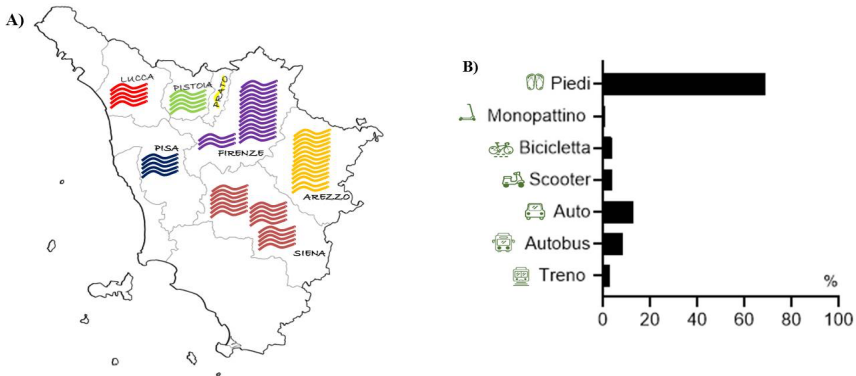 A)
LUCCA
PISTOIA
PRATO
PISA
FIRENZE
AREZZO
SIENA
B)
Piedi
Monopattino
Bicicletta
Scooter
Auto
Autobus
Treno
%
0 20 40 60 80 100